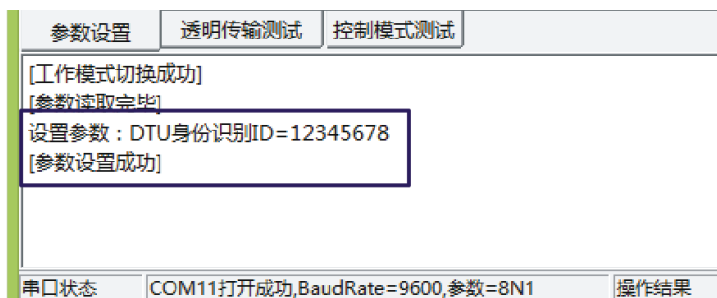 参数设置 透明传输测试 控制模式测试
[工作模式切换成功]
[参数读取完毕]
设置参数：DTU身份识别ID=12345678
[参数设置成功]
串口状态 COM11打开成功,BaudRate=9600,参数=8N1 操作结果